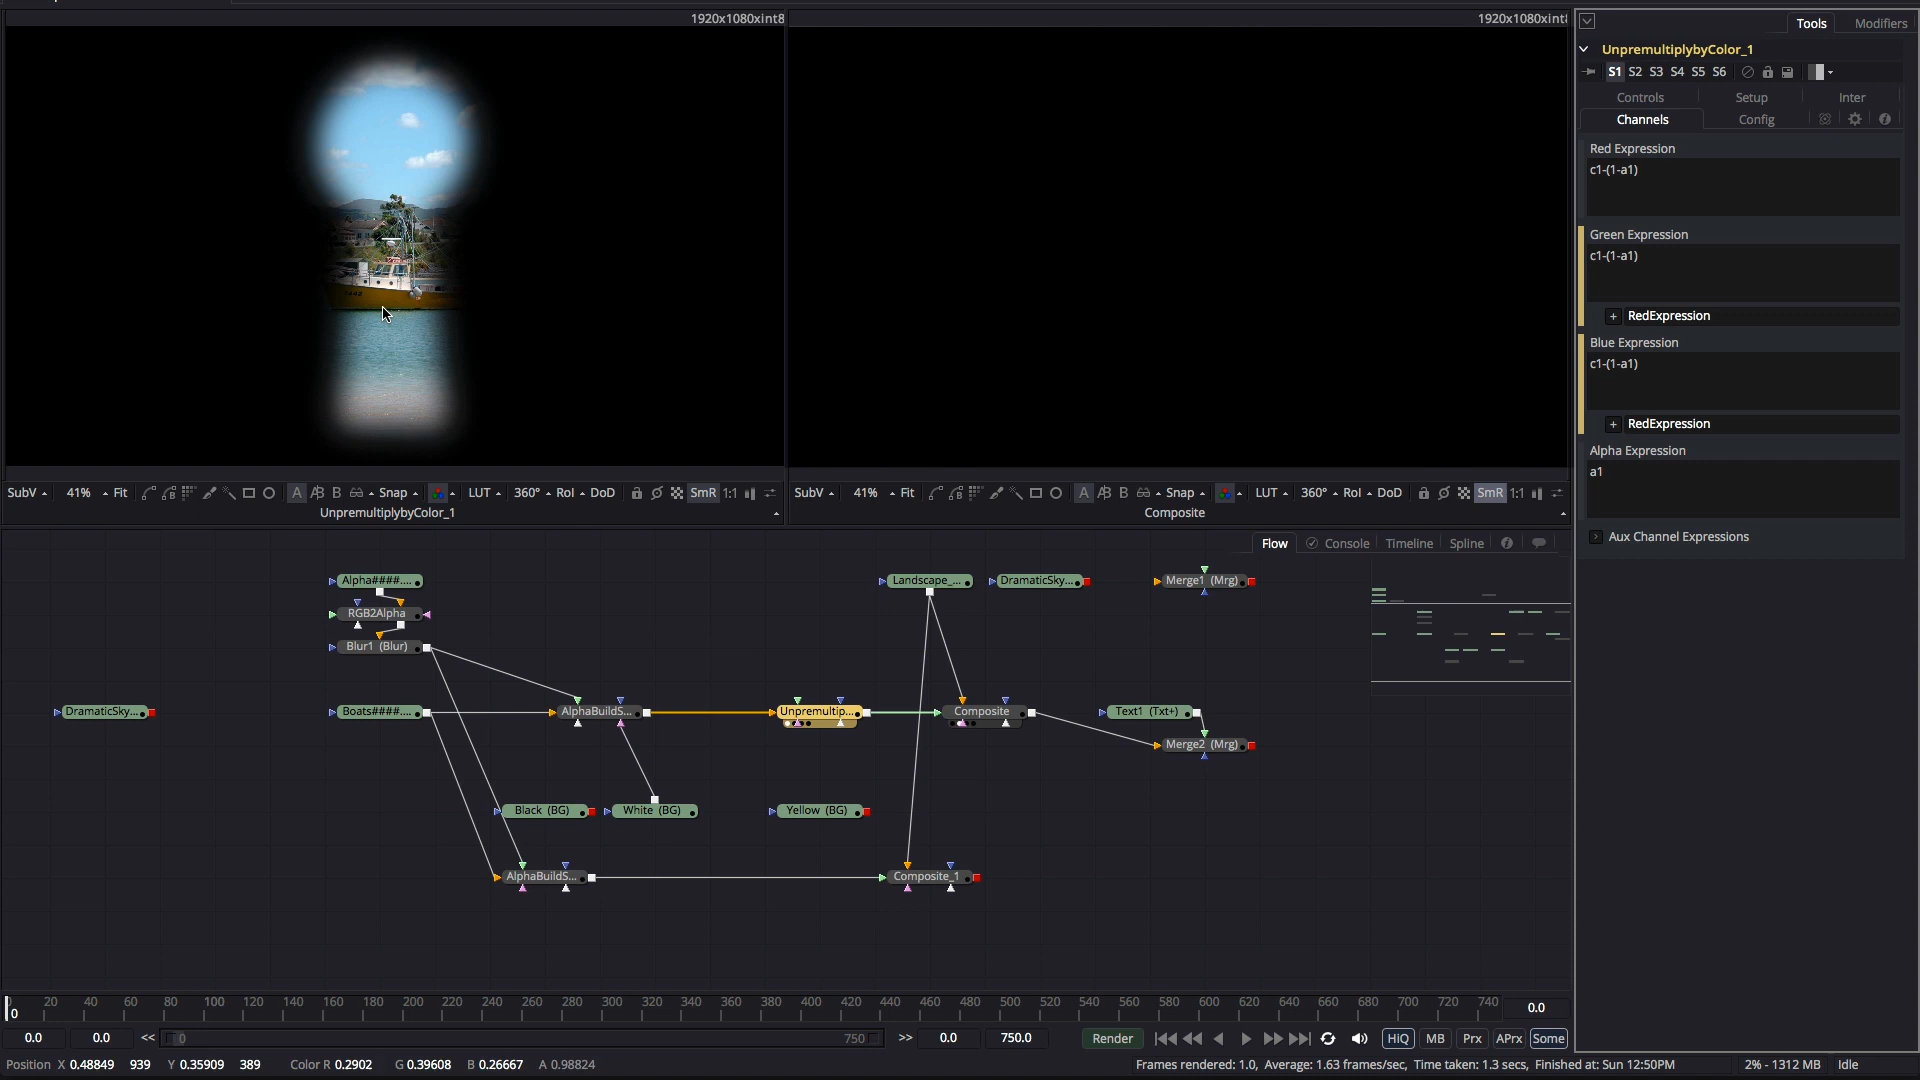 1920x1080xint8
1920x1080xint
Tools Modifiers
UnpremultiplybyColor_1
S1 S2 S3 S4 S5 S6
Controls Setup Inter
Channels Config
Red Expression
c1-(1-a1)
Green Expression
c1-(1-a1)
+ RedExpression
Blue Expression
c1-(1-a1)
+ RedExpression
Alpha Expression
a1
Aux Channel Expressions
SubV 41% Fit A B Snap LUT 360° RoI DoD SmR 1:1
UnpremultiplybyColor_1
SubV 41% Fit A B Snap LUT 360° RoI DoD SmR 1:1
Composite
Flow Console Timeline Spline
Alpha####.... Landscape_... DramaticSky... Merge1 (Mrg)
RGB2Alpha
Blur1 (Blur)
DramaticSky... Boats####.... AlphaBuildS... Unpremultip... Composite Text1 (Txt+)
Merge2 (Mrg)
Black (BG) White (BG) Yellow (BG)
AlphaBuildS... Composite_1
20 40 60 80 100 120 140 160 180 200 220 240 260 280 300 320 340 360 380 400 420 440 460 480 500 520 540 560 580 600 620 640 660 680 700 720 740
0 0.0
0.0 0.0 << 0 750 >> 0.0 750.0 Render HiQ MB Prx APrx Some
Position X 0.48849 939 Y 0.35909 389 Color R 0.2902 G 0.39608 B 0.26667 A 0.98824 Frames rendered: 1.0, Average: 1.63 frames/sec, Time taken: 1.3 secs, Finished at: Sun 12:50PM 2% - 1312 MB Idle